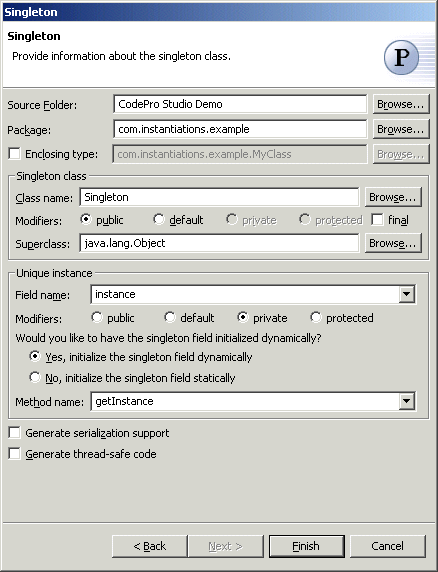 Singleton
Singleton
Provide information about the singleton class.
P
Source Folder: CodePro Studio Demo Browse...
Package: com.instantiations.example Browse...
Enclosing type: com.instantiations.example.MyClass Browse...
Singleton class
Class name: Singleton Browse...
Modifiers: public default private protected final
Superclass: java.lang.Object Browse...
Unique instance
Field name: instance
Modifiers: public default private protected
Would you like to have the singleton field initialized dynamically?
Yes, initialize the singleton field dynamically
No, initialize the singleton field statically
Method name: getInstance
Generate serialization support
Generate thread-safe code
< Back Next > Finish Cancel